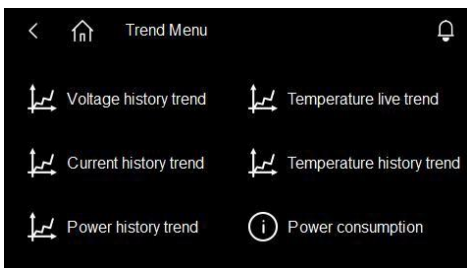 Trend Menu
Voltage history trend
Temperature live trend
Current history trend
Temperature history trend
Power history trend
Power consumption